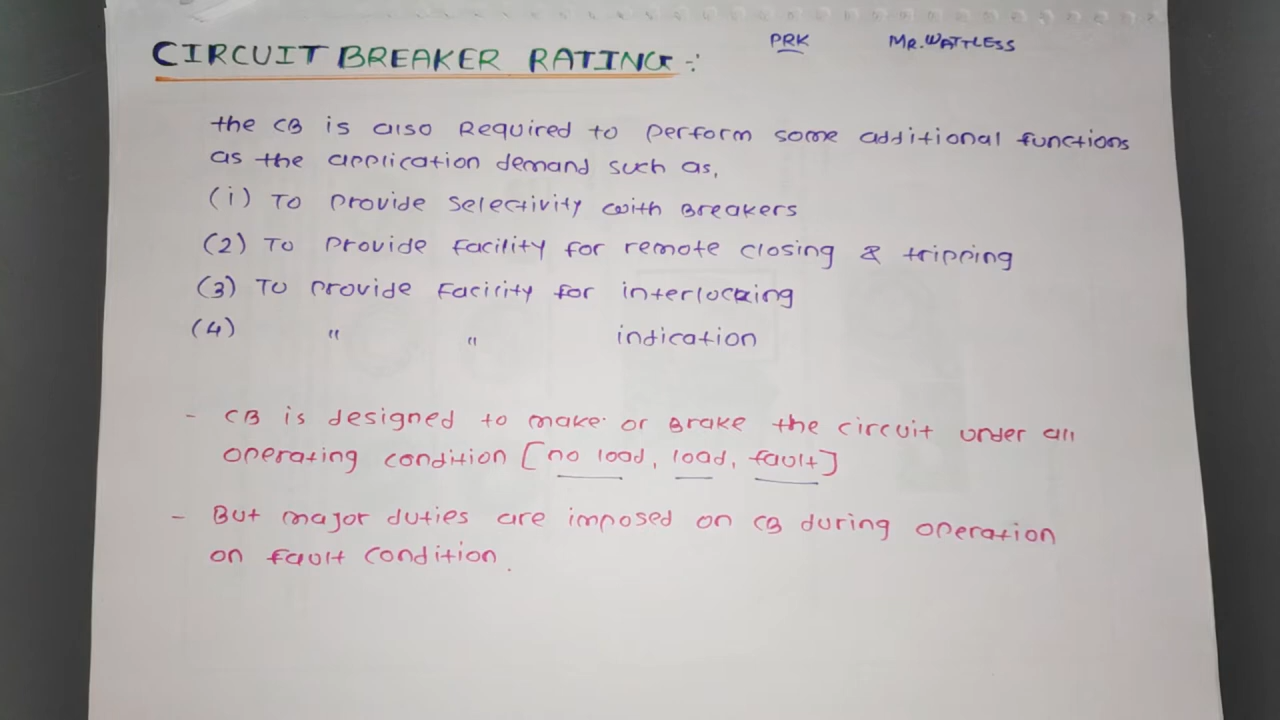 CIRCUIT BREAKER RATING :-
PRK
MR.WATTLESS
the CB is also Required to perform some additional functions
as the application demand such as,
(i) To provide selectivity with Breakers
(2) To provide facility for remote closing & tripping
(3) To provide facility for interlocking
(4) " " indication
- CB is designed to make or Brake the circuit under all
operating condition [no load, load, fault]
- But major duties are imposed on CB during operation
on fault condition.